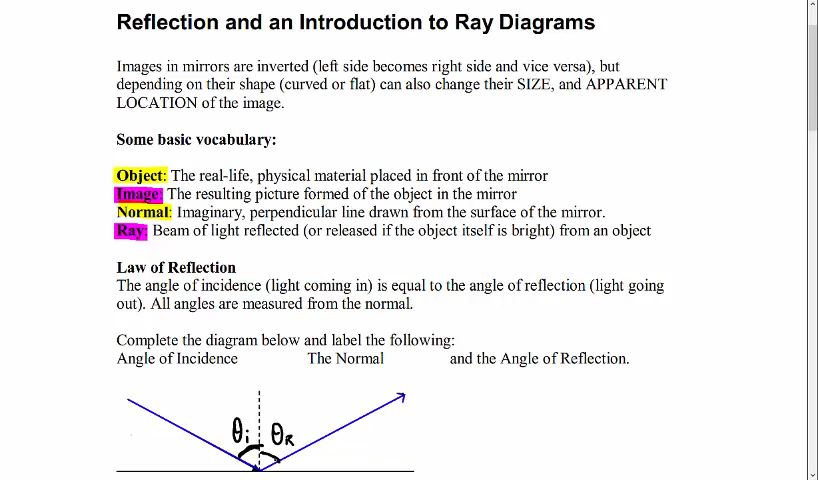 Reflection and an Introduction to Ray Diagrams
Images in mirrors are inverted (left side becomes right side and vice versa), but
depending on their shape (curved or flat) can also change their SIZE, and APPARENT
LOCATION of the image.
Some basic vocabulary:
Object: The real-life, physical material placed in front of the mirror
Image: The resulting picture formed of the object in the mirror
Normal: Imaginary, perpendicular line drawn from the surface of the mirror.
Ray: Beam of light reflected (or released if the object itself is bright) from an object
Law of Reflection
The angle of incidence (light coming in) is equal to the angle of reflection (light going
out). All angles are measured from the normal.
Complete the diagram below and label the following:
Angle of Incidence The Normal and the Angle of Reflection.
θi θR